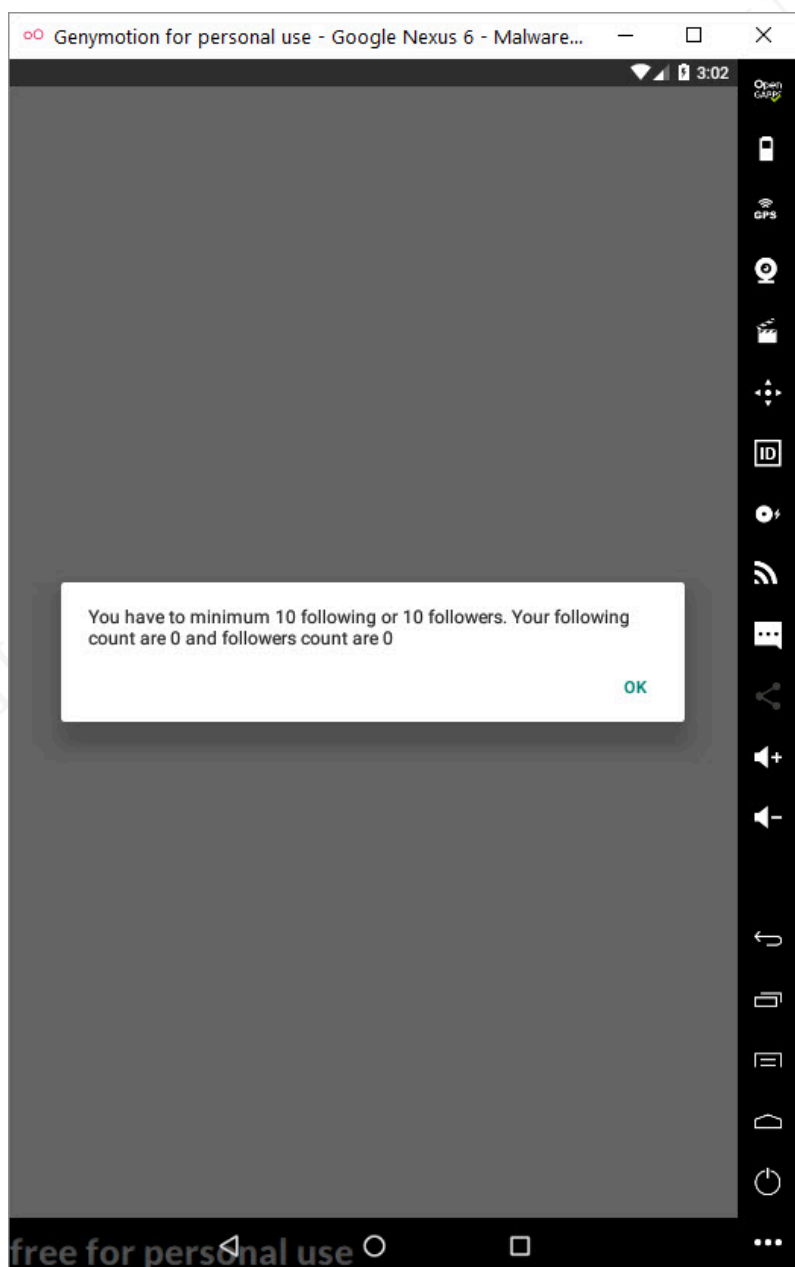 Genymotion for personal use - Google Nexus 6 - Malware...
3:02
Open
GAPPS
GPS
ID
You have to minimum 10 following or 10 followers. Your following
count are 0 and followers count are 0
OK
free for personal use